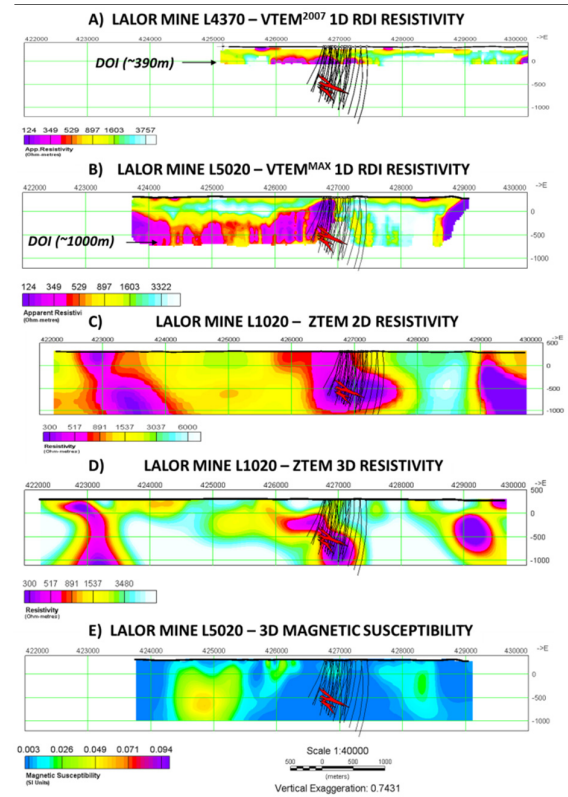 A) LALOR MINE L4370 – VTEM2007 1D RDI RESISTIVITY
422000 423000 424000 425000 426000 427000 428000 429000 430000 ->E
DOI (~390m)
0
-500
-1000
124 349 529 897 1603 3757
App.Resistivity
(Ohm-metres)
B) LALOR MINE L5020 – VTEMMAX 1D RDI RESISTIVITY
422000 423000 424000 425000 426000 427000 428000 429000 430000
->E
0
-500
-1000
DOI (~1000m)
124 349 529 897 1603 3322
Apparent Resistivi
(Ohm-metres)
C) LALOR MINE L1020 – ZTEM 2D RESISTIVITY
422000 423000 424000 425000 426000 427000 428000 429000 430000
->E
500
0
-500
-1000
300 517 891 1537 3037 6000
Resistivity
(Ohm-metres)
D) LALOR MINE L1020 – ZTEM 3D RESISTIVITY
422000 423000 424000 425000 426000 427000 428000 429000 430000
->E
500
0
-500
-1000
300 517 891 1537 3480
Resistivity
(Ohm-metres)
E) LALOR MINE L5020 – 3D MAGNETIC SUSCEPTIBILITY
422000 423000 424000 425000 426000 427000 428000 429000 430000
->E
0
-500
-1000
0.003 0.026 0.049 0.071 0.094
Magnetic Susceptibility
(SI Units)
Scale 1:40000
500 0 500 1000
(meters)
Vertical Exaggeration: 0.7431